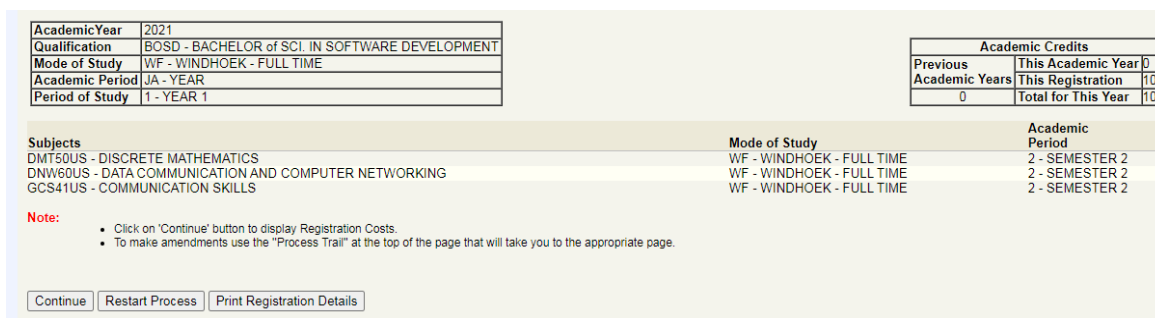 AcademicYear 2021
Qualification BOSD - BACHELOR of SCI. IN SOFTWARE DEVELOPMENT
Mode of Study WF - WINDHOEK - FULL TIME
Academic Period JA - YEAR
Period of Study 1 - YEAR 1
Academic Credits
Previous Academic Years This Academic Year 0
This Registration 10
0 Total for This Year 10
Subjects Mode of Study Academic Period
DMT50US - DISCRETE MATHEMATICS WF - WINDHOEK - FULL TIME 2 - SEMESTER 2
DNW60US - DATA COMMUNICATION AND COMPUTER NETWORKING WF - WINDHOEK - FULL TIME 2 - SEMESTER 2
GCS41US - COMMUNICATION SKILLS WF - WINDHOEK - FULL TIME 2 - SEMESTER 2
Note:
• Click on 'Continue' button to display Registration Costs.
• To make amendments use the "Process Trail" at the top of the page that will take you to the appropriate page.
Continue Restart Process Print Registration Details